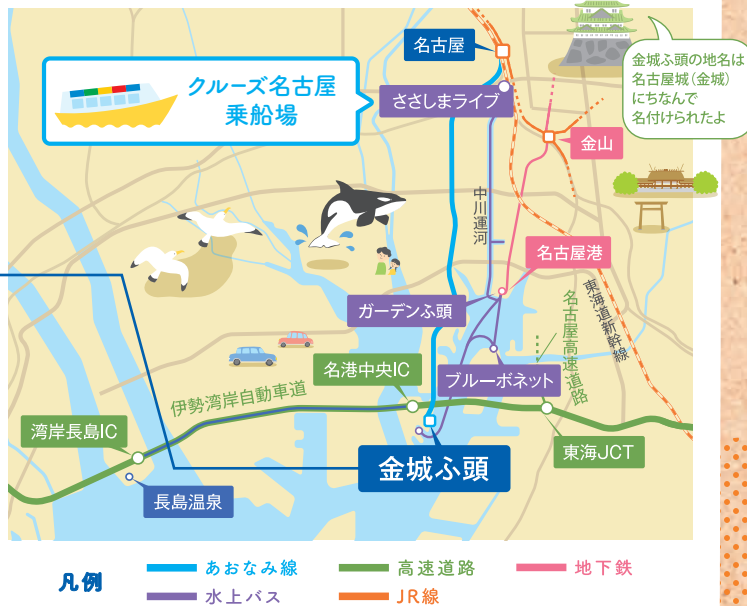 名古屋
金城ふ頭の地名は
名古屋城（金城）
にちなんで
名付けられたよ
クルーズ名古屋
乗船場
ささしまライブ
金山
中川運河
名古屋港
東海道新幹線
ガーデンふ頭
名古屋高速道路
ブルーボネット
名港中央IC
伊勢湾岸自動車道
湾岸長島IC
東海JCT
金城ふ頭
長島温泉
凡例
あおなみ線
高速道路
地下鉄
水上バス
JR線